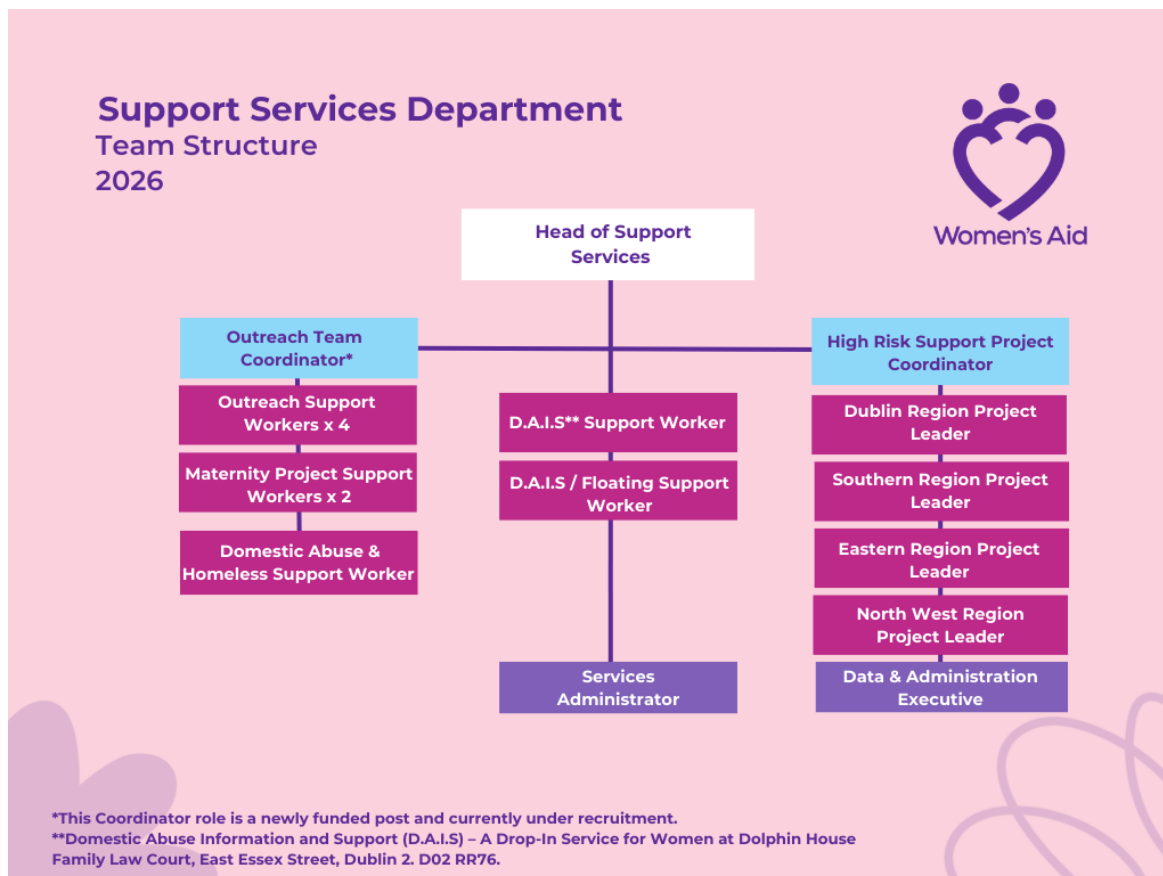 Support Services Department
Team Structure
2026
Women's Aid
Head of Support
Services
Outreach Team
Coordinator*
Outreach Support
Workers x 4
Maternity Project Support
Workers x 2
Domestic Abuse &
Homeless Support Worker
D.A.I.S** Support Worker
D.A.I.S / Floating Support
Worker
Services
Administrator
High Risk Support Project
Coordinator
Dublin Region Project
Leader
Southern Region Project
Leader
Eastern Region Project
Leader
North West Region
Project Leader
Data & Administration
Executive
*This Coordinator role is a newly funded post and currently under recruitment.
**Domestic Abuse Information and Support (D.A.I.S) – A Drop-In Service for Women at Dolphin House
Family Law Court, East Essex Street, Dublin 2. D02 RR76.